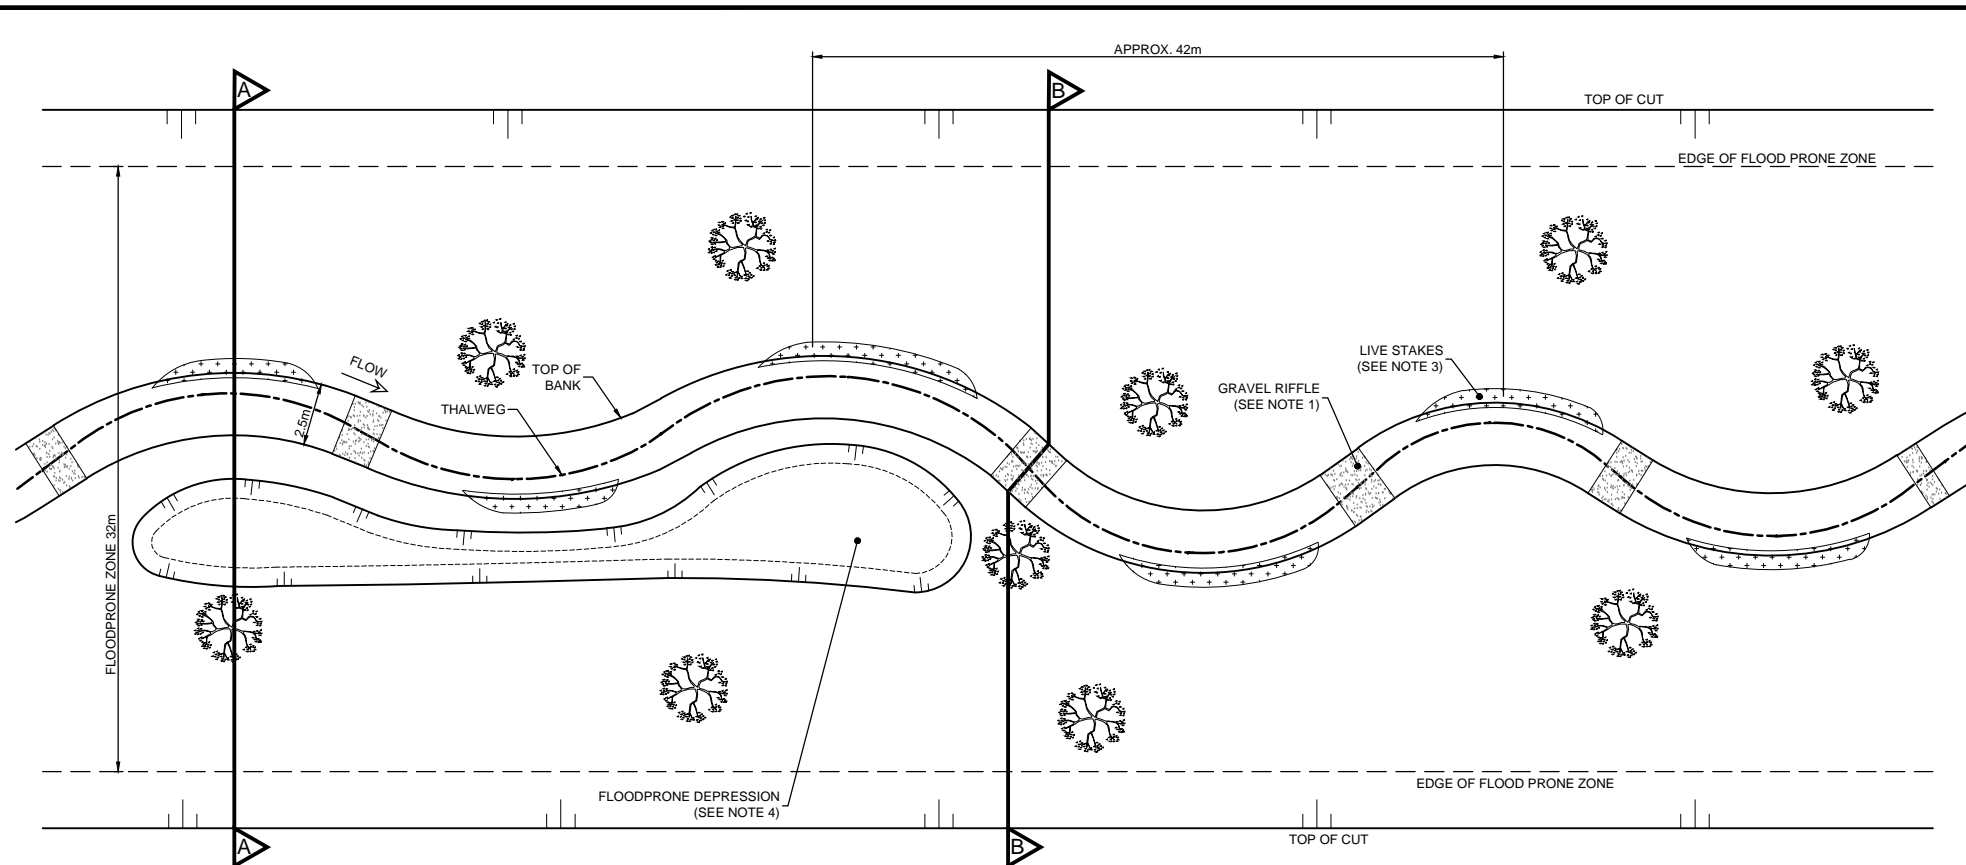 APPROX. 42m
A
B
TOP OF CUT
EDGE OF FLOOD PRONE ZONE
FLOW
TOP OF
BANK
THALWEG
2.5m
LIVE STAKES
(SEE NOTE 3)
GRAVEL RIFFLE
(SEE NOTE 1)
FLOODPRONE ZONE 32m
FLOODPRONE DEPRESSION
(SEE NOTE 4)
EDGE OF FLOOD PRONE ZONE
TOP OF CUT
A
B